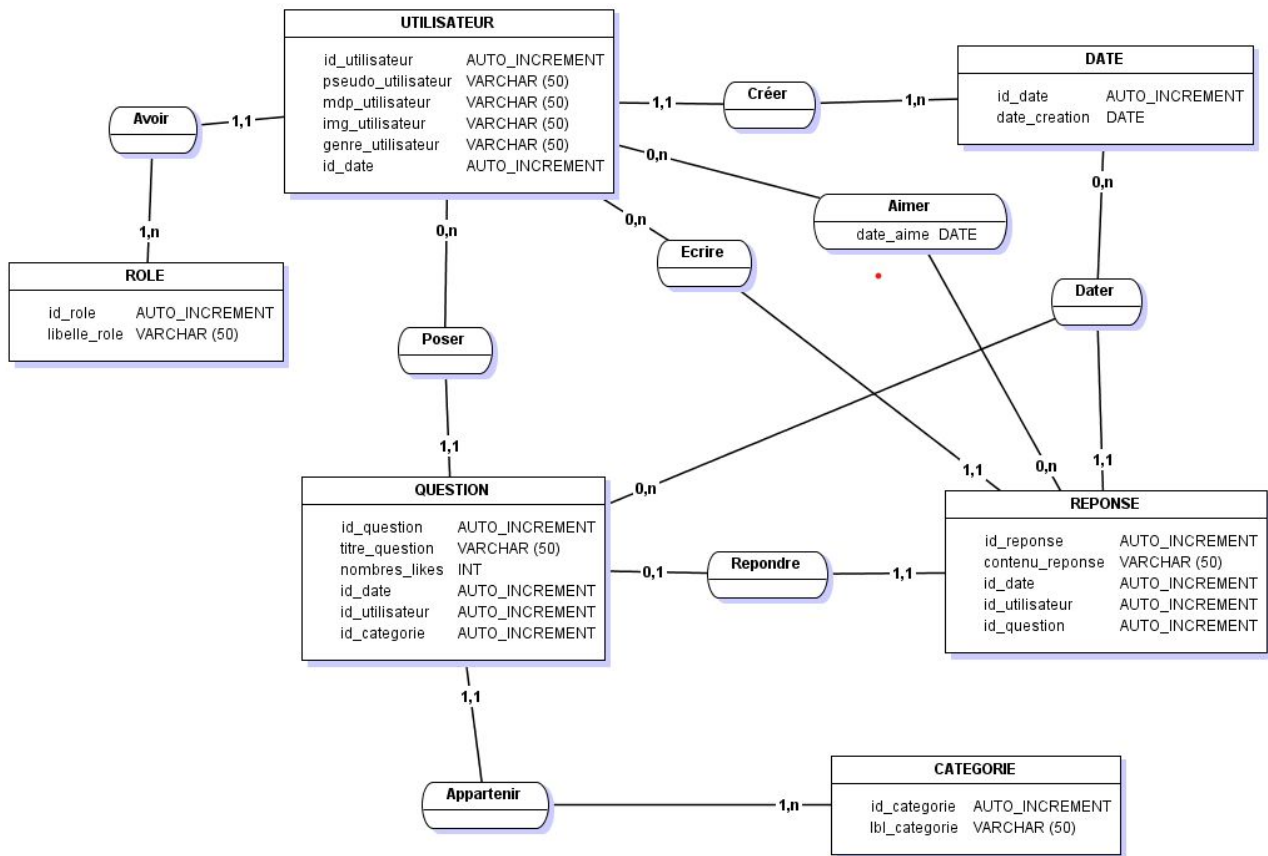 UTILISATEUR
id_utilisateur AUTO_INCREMENT
pseudo_utilisateur VARCHAR (50)
mdp_utilisateur VARCHAR (50)
img_utilisateur VARCHAR (50)
genre_utilisateur VARCHAR (50)
id_date AUTO_INCREMENT
DATE
id_date AUTO_INCREMENT
date_creation DATE
Créer
1,1
1,n
Avoir
1,1
1,n
0,n
0,n
0,n
0,n
Aimer
date_aime DATE
Ecrire
ROLE
id_role AUTO_INCREMENT
libelle_role VARCHAR (50)
Dater
Poser
1,1
1,1
0,n
1,1
0,n
QUESTION
id_question AUTO_INCREMENT
titre_question VARCHAR (50)
nombres_likes INT
id_date AUTO_INCREMENT
id_utilisateur AUTO_INCREMENT
id_categorie AUTO_INCREMENT
REPONSE
id_reponse AUTO_INCREMENT
contenu_reponse VARCHAR (50)
id_date AUTO_INCREMENT
id_utilisateur AUTO_INCREMENT
id_question AUTO_INCREMENT
0,1
Repondre
1,1
1,1
Appartenir
1,n
CATEGORIE
id_categorie AUTO_INCREMENT
lbl_categorie VARCHAR (50)